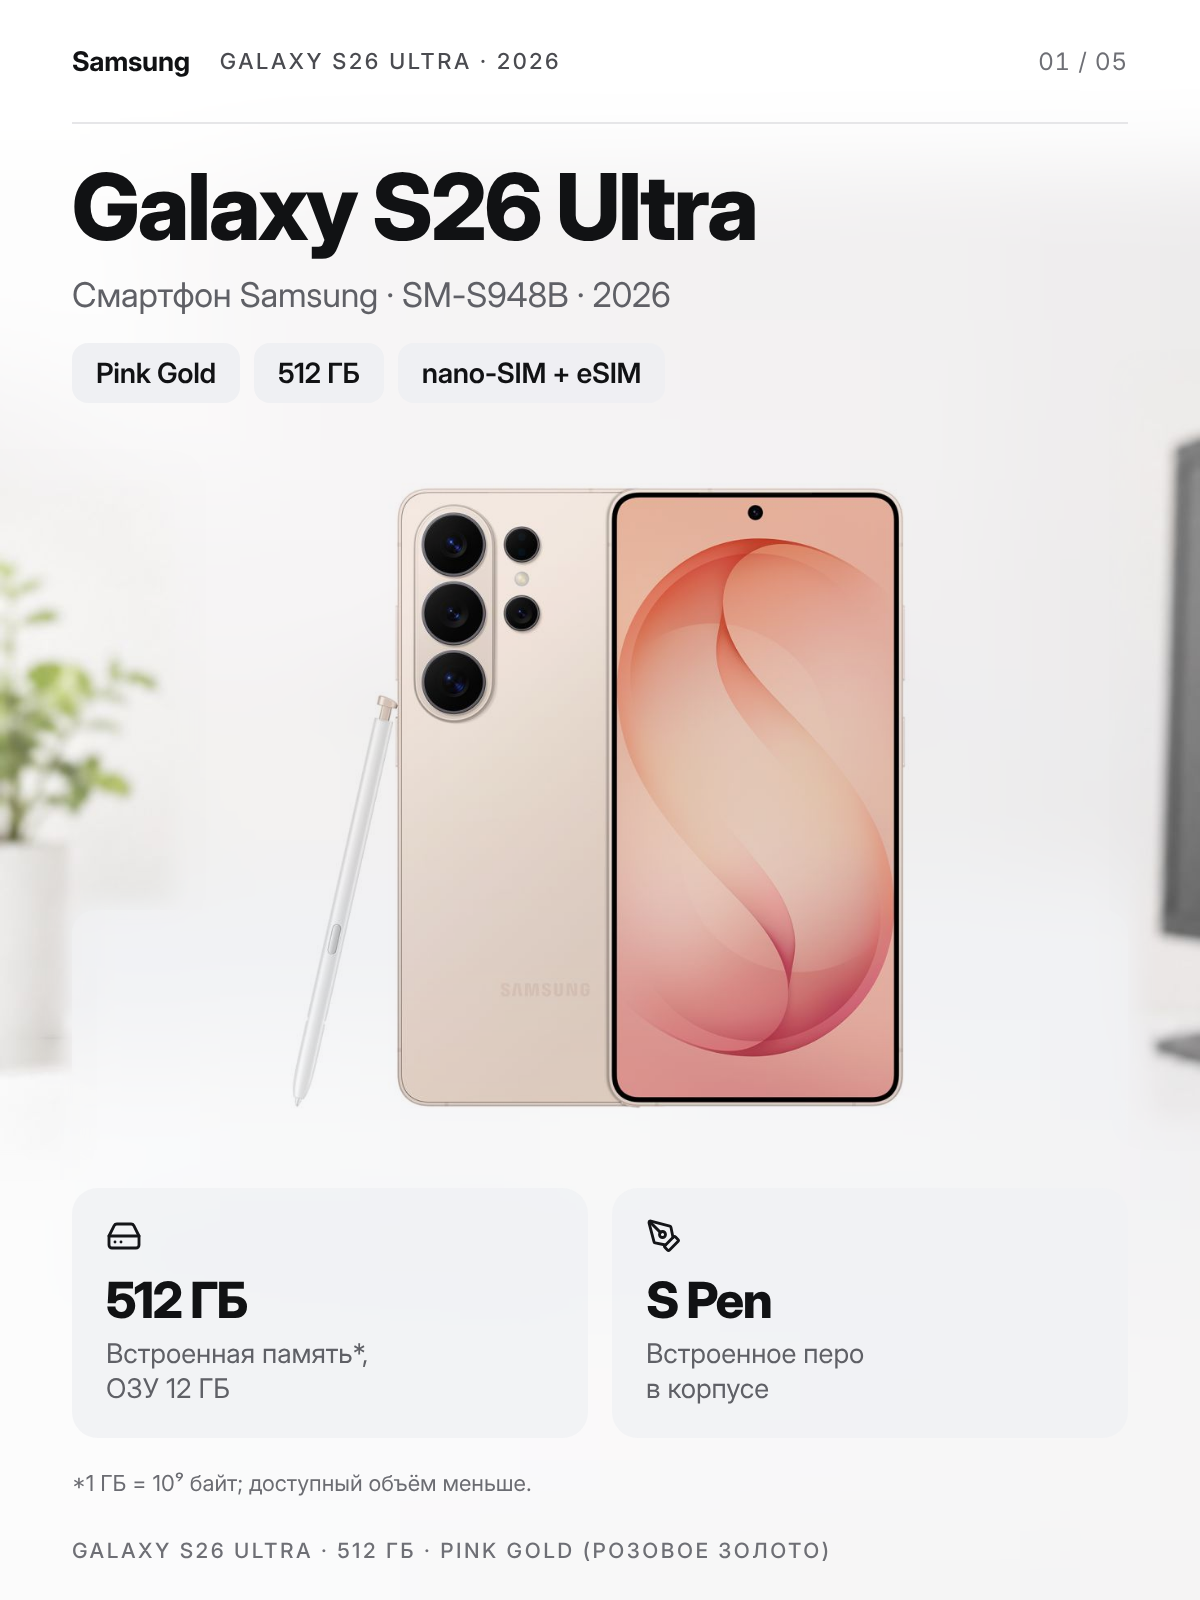 Samsung GALAXY S26 ULTRA · 2026 01 / 05
Galaxy S26 Ultra
Смартфон Samsung · SM-S948B · 2026
Pink Gold 512 ГБ nano-SIM + eSIM
SAMSUNG
512 ГБ
Встроенная память*,
ОЗУ 12 ГБ
S Pen
Встроенное перо
в корпусе
*1 ГБ = 10⁹ байт; доступный объём меньше.
GALAXY S26 ULTRA · 512 ГБ · PINK GOLD (РОЗОВОЕ ЗОЛОТО)